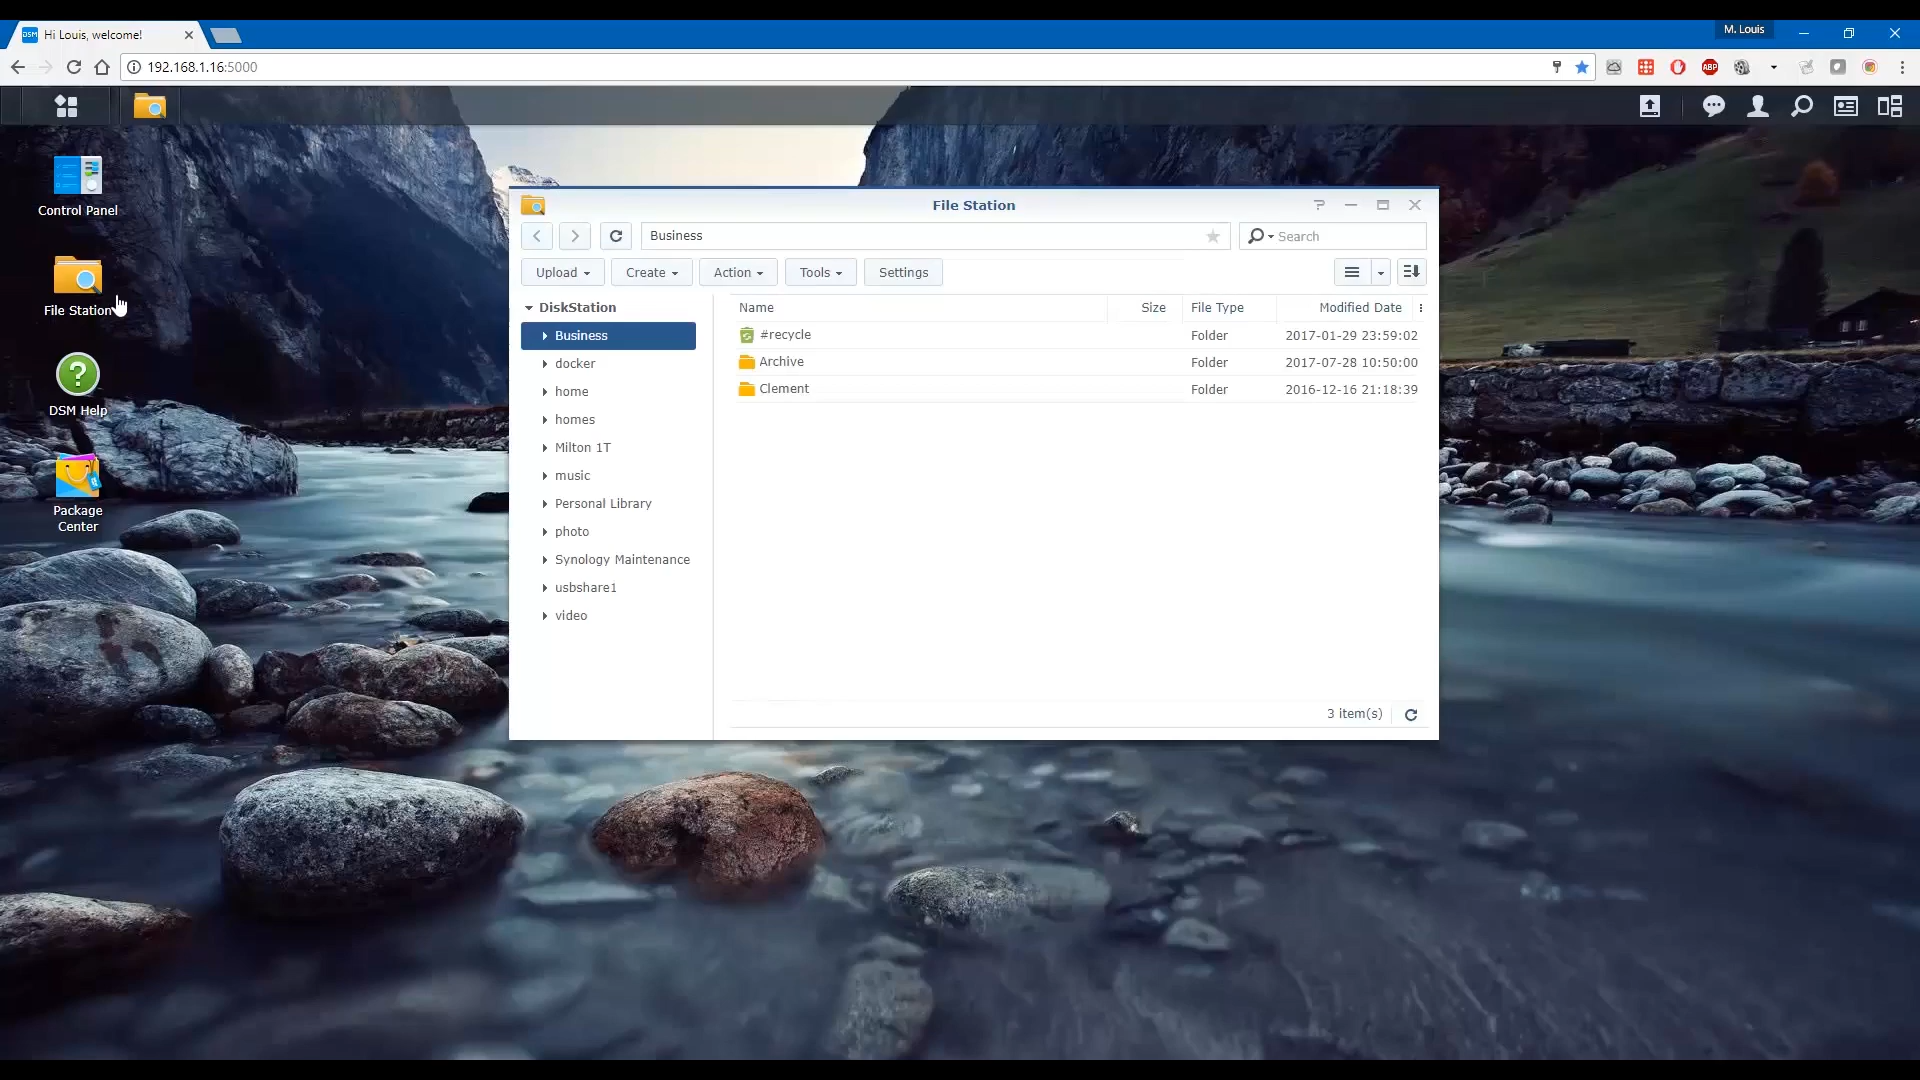 DSM Hi Louis, welcome!
M. Louis
192.168.1.16:5000
ABP
Control Panel
File Station
DSM Help
Package
Center
File Station
Business
Search
Upload
Create
Action
Tools
Settings
DiskStation
Business
docker
home
homes
Milton 1T
music
Personal Library
photo
Synology Maintenance
usbshare1
video
Name Size File Type Modified Date
#recycle Folder 2017-01-29 23:59:02
Archive Folder 2017-07-28 10:50:00
Clement Folder 2016-12-16 21:18:39
3 item(s)